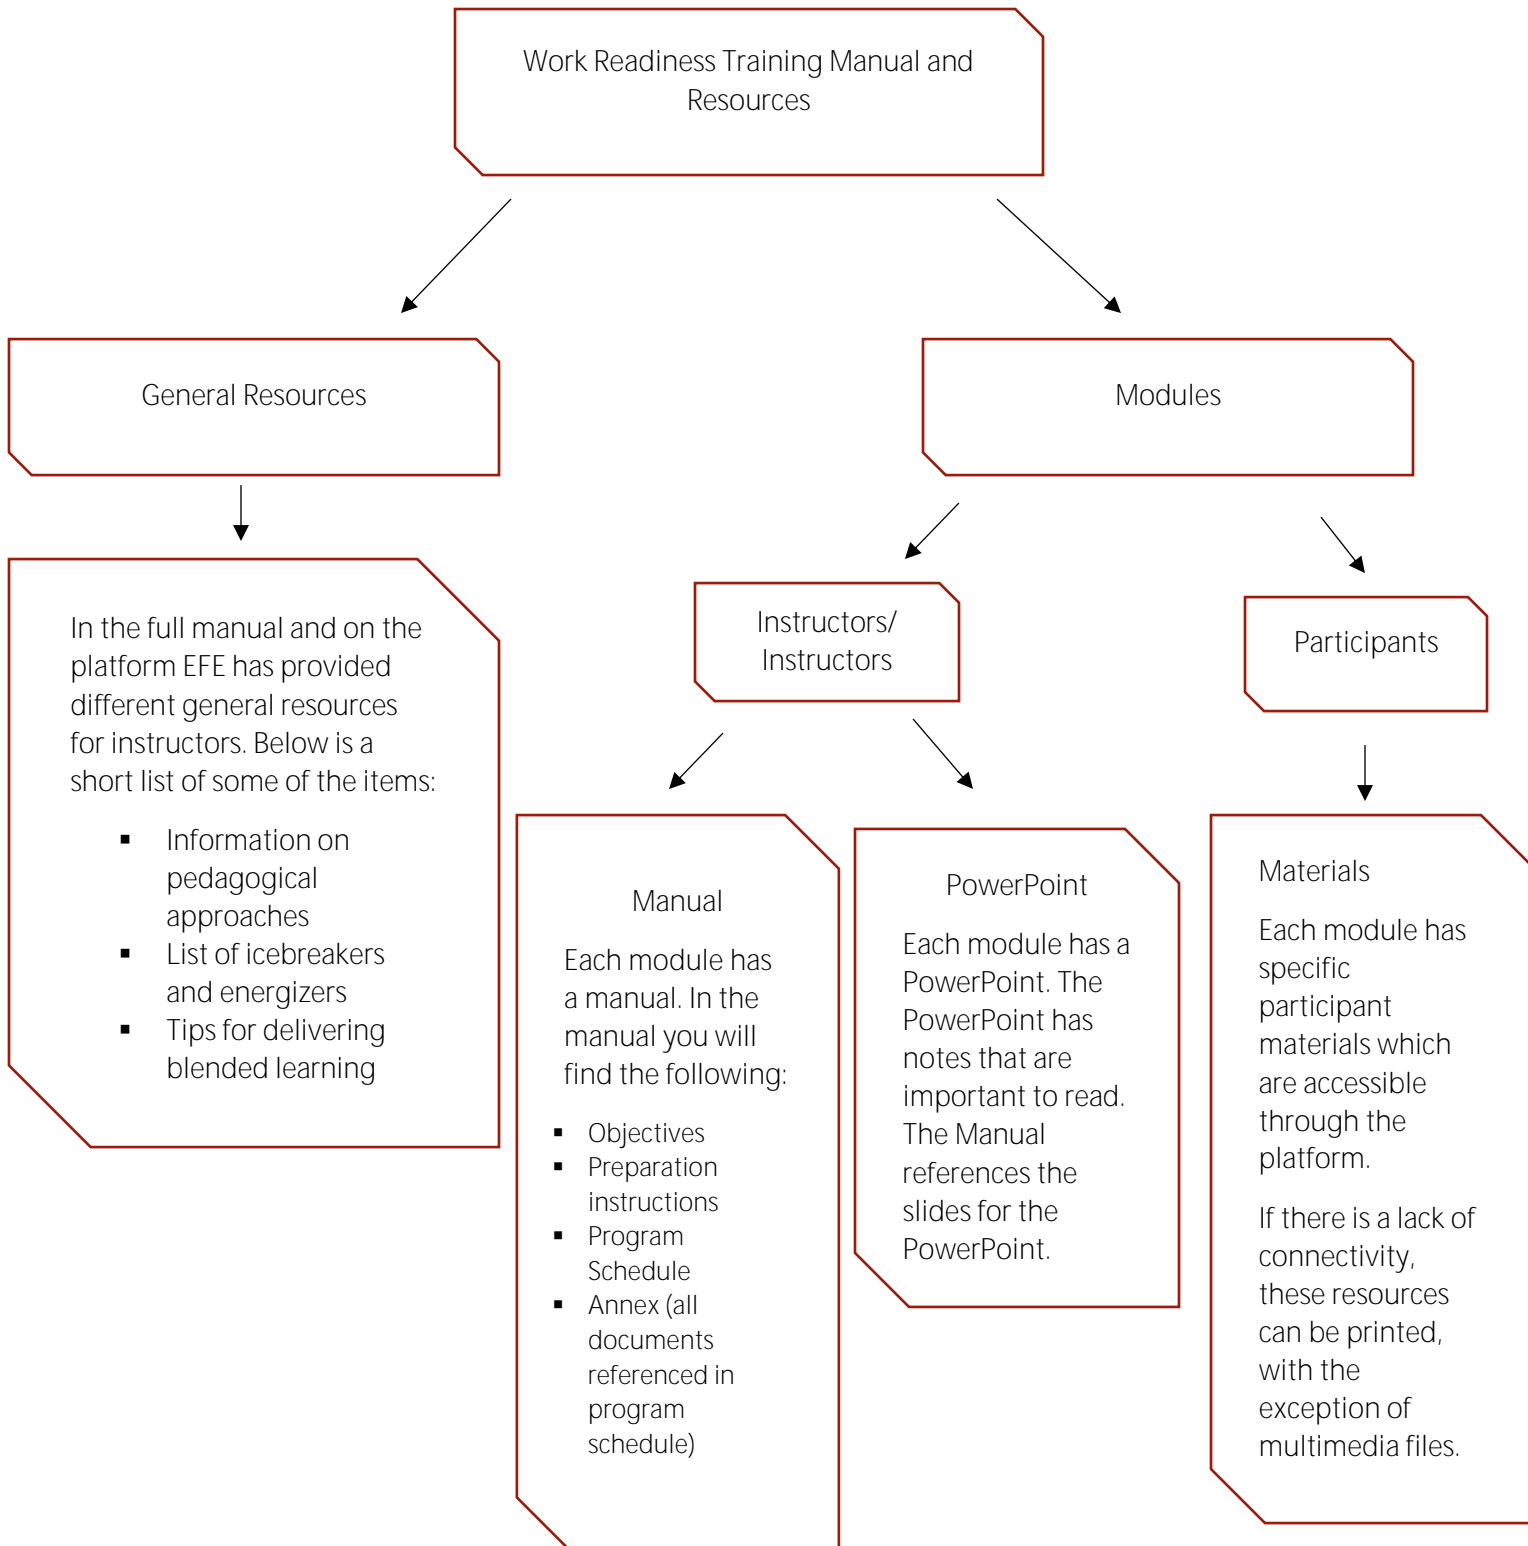 Work Readiness Training Manual and
Resources
General Resources
Modules
In the full manual and on the
platform EFE has provided
different general resources
for instructors. Below is a
short list of some of the items:
▪ Information on
pedagogical
approaches
▪ List of icebreakers
and energizers
▪ Tips for delivering
blended learning
Instructors/
Instructors
Participants
Manual
Each module has
a manual. In the
manual you will
find the following:
▪ Objectives
▪ Preparation
instructions
▪ Program
Schedule
▪ Annex (all
documents
referenced in
program
schedule)
PowerPoint
Each module has a
PowerPoint. The
PowerPoint has
notes that are
important to read.
The Manual
references the
slides for the
PowerPoint.
Materials
Each module has
specific
participant
materials which
are accessible
through the
platform.
If there is a lack of
connectivity,
these resources
can be printed,
with the
exception of
multimedia files.